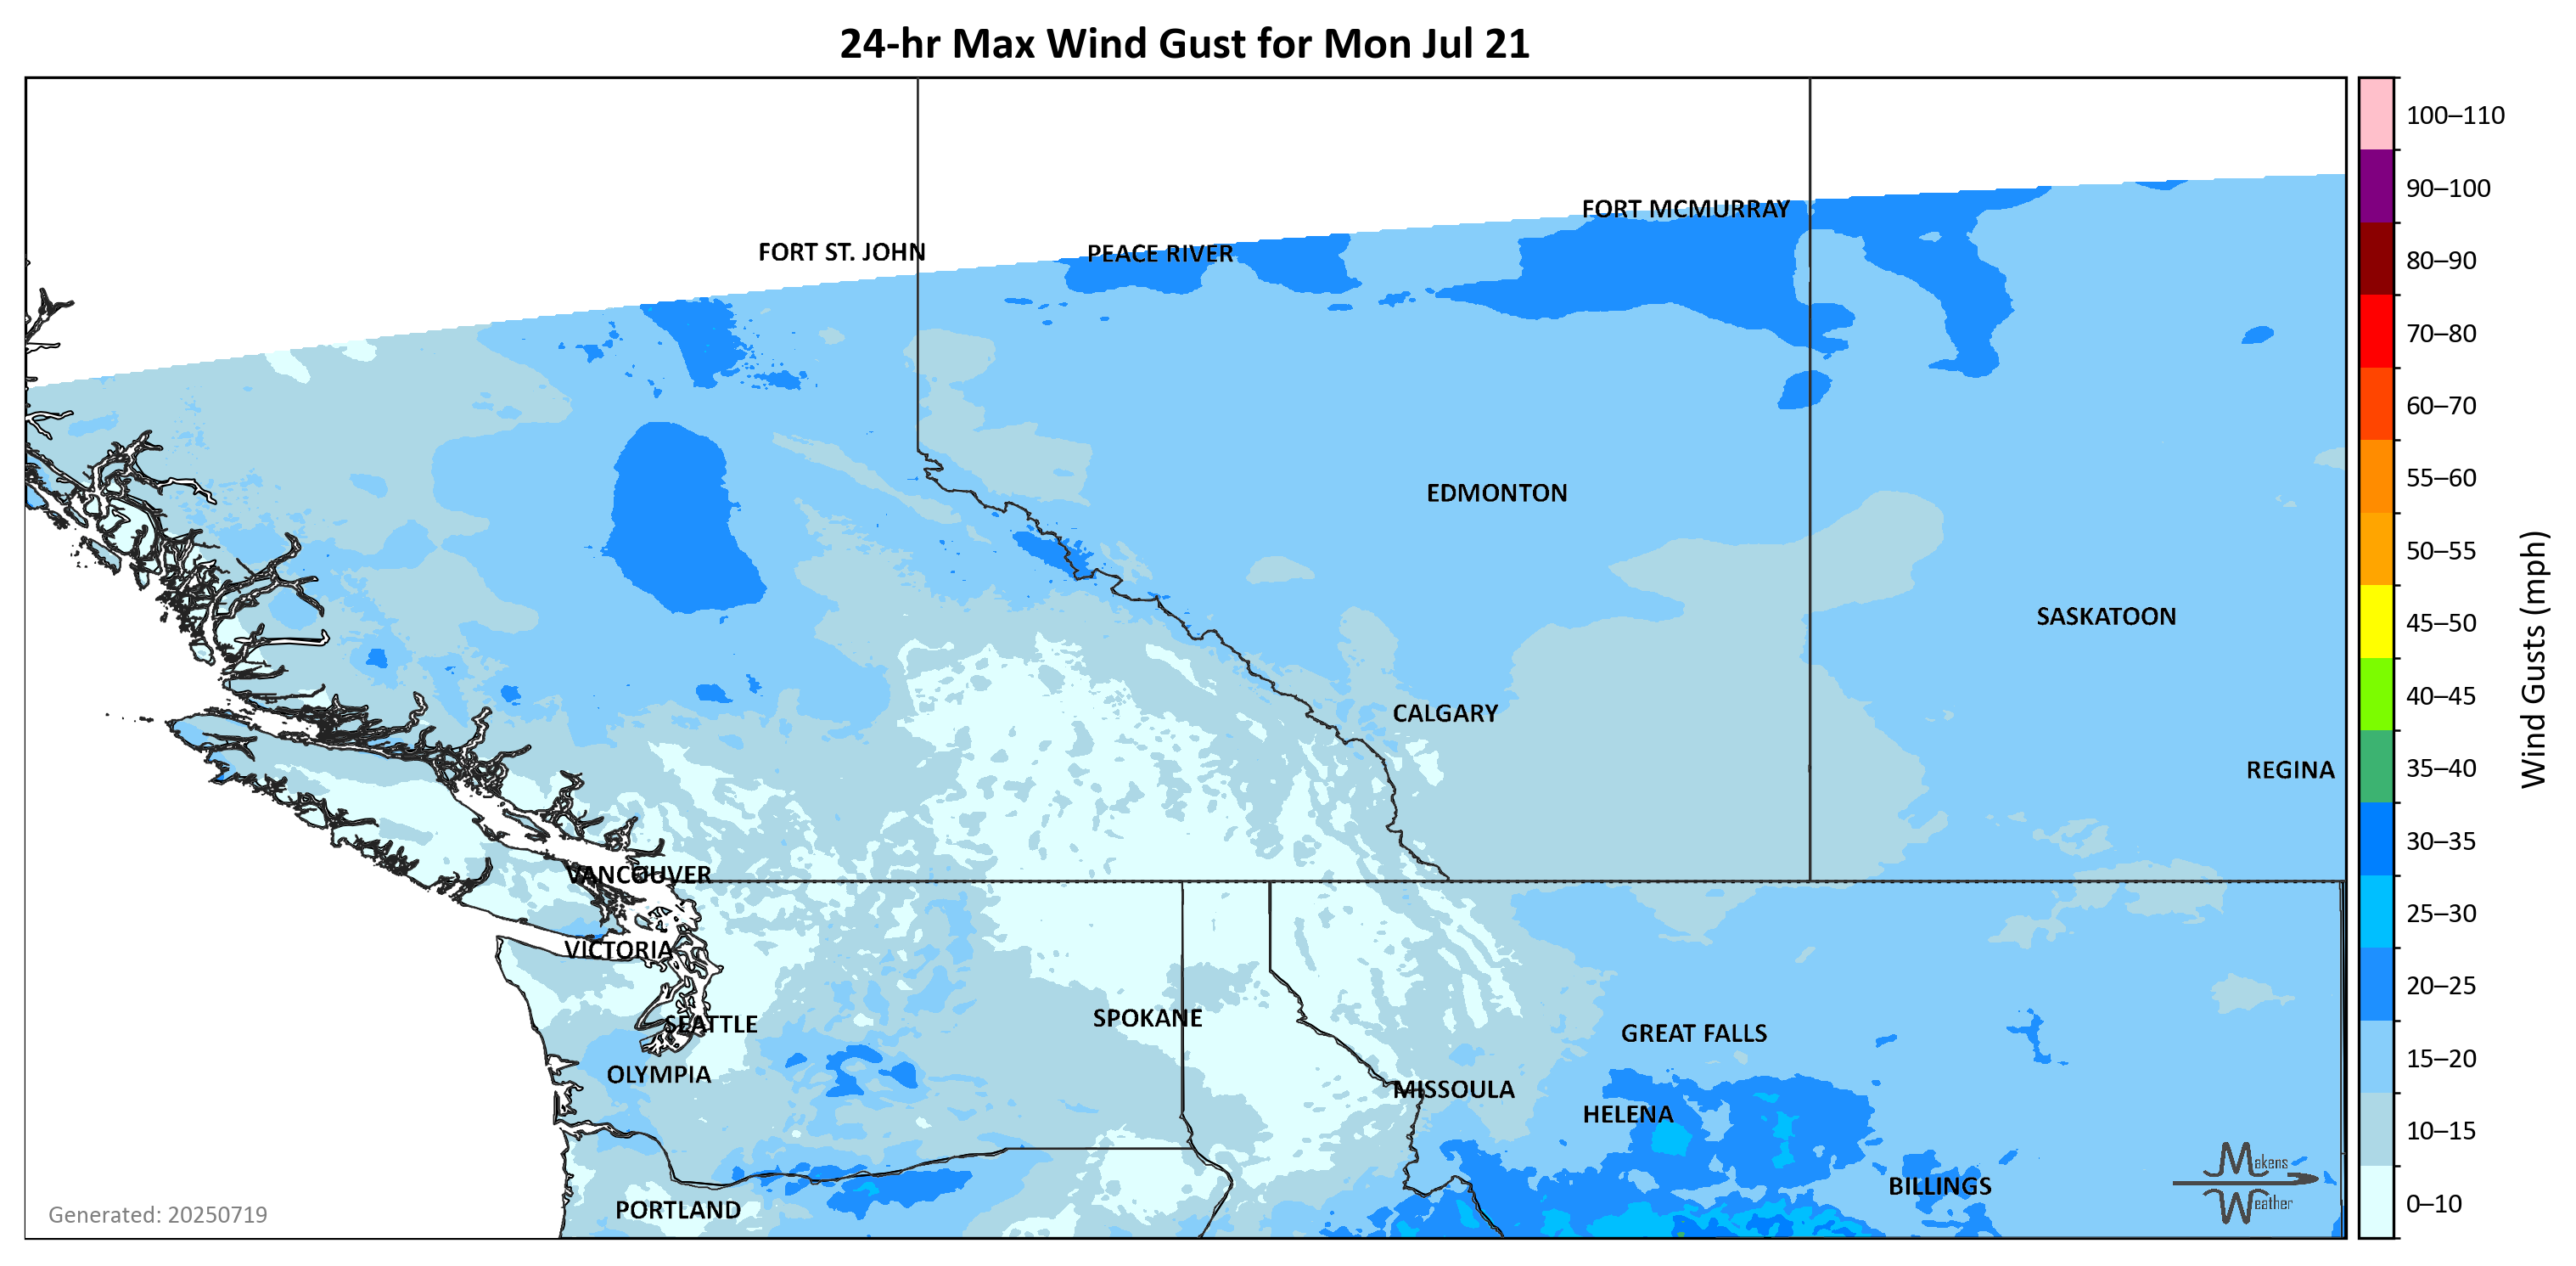 24-hr Max Wind Gust for Mon Jul 21
100–110
90–100
80–90
70–80
60–70
55–60
50–55
45–50
40–45
35–40
30–35
25–30
20–25
15–20
10–15
0–10
Wind Gusts (mph)
FORT MCMURRAY
FORT ST. JOHN
PEACE RIVER
EDMONTON
SASKATOON
CALGARY
REGINA
VANCOUVER
VICTORIA
SEATTLE
SPOKANE
GREAT FALLS
OLYMPIA
MISSOULA
HELENA
BILLINGS
PORTLAND
Makens
Weather
Generated: 20250719